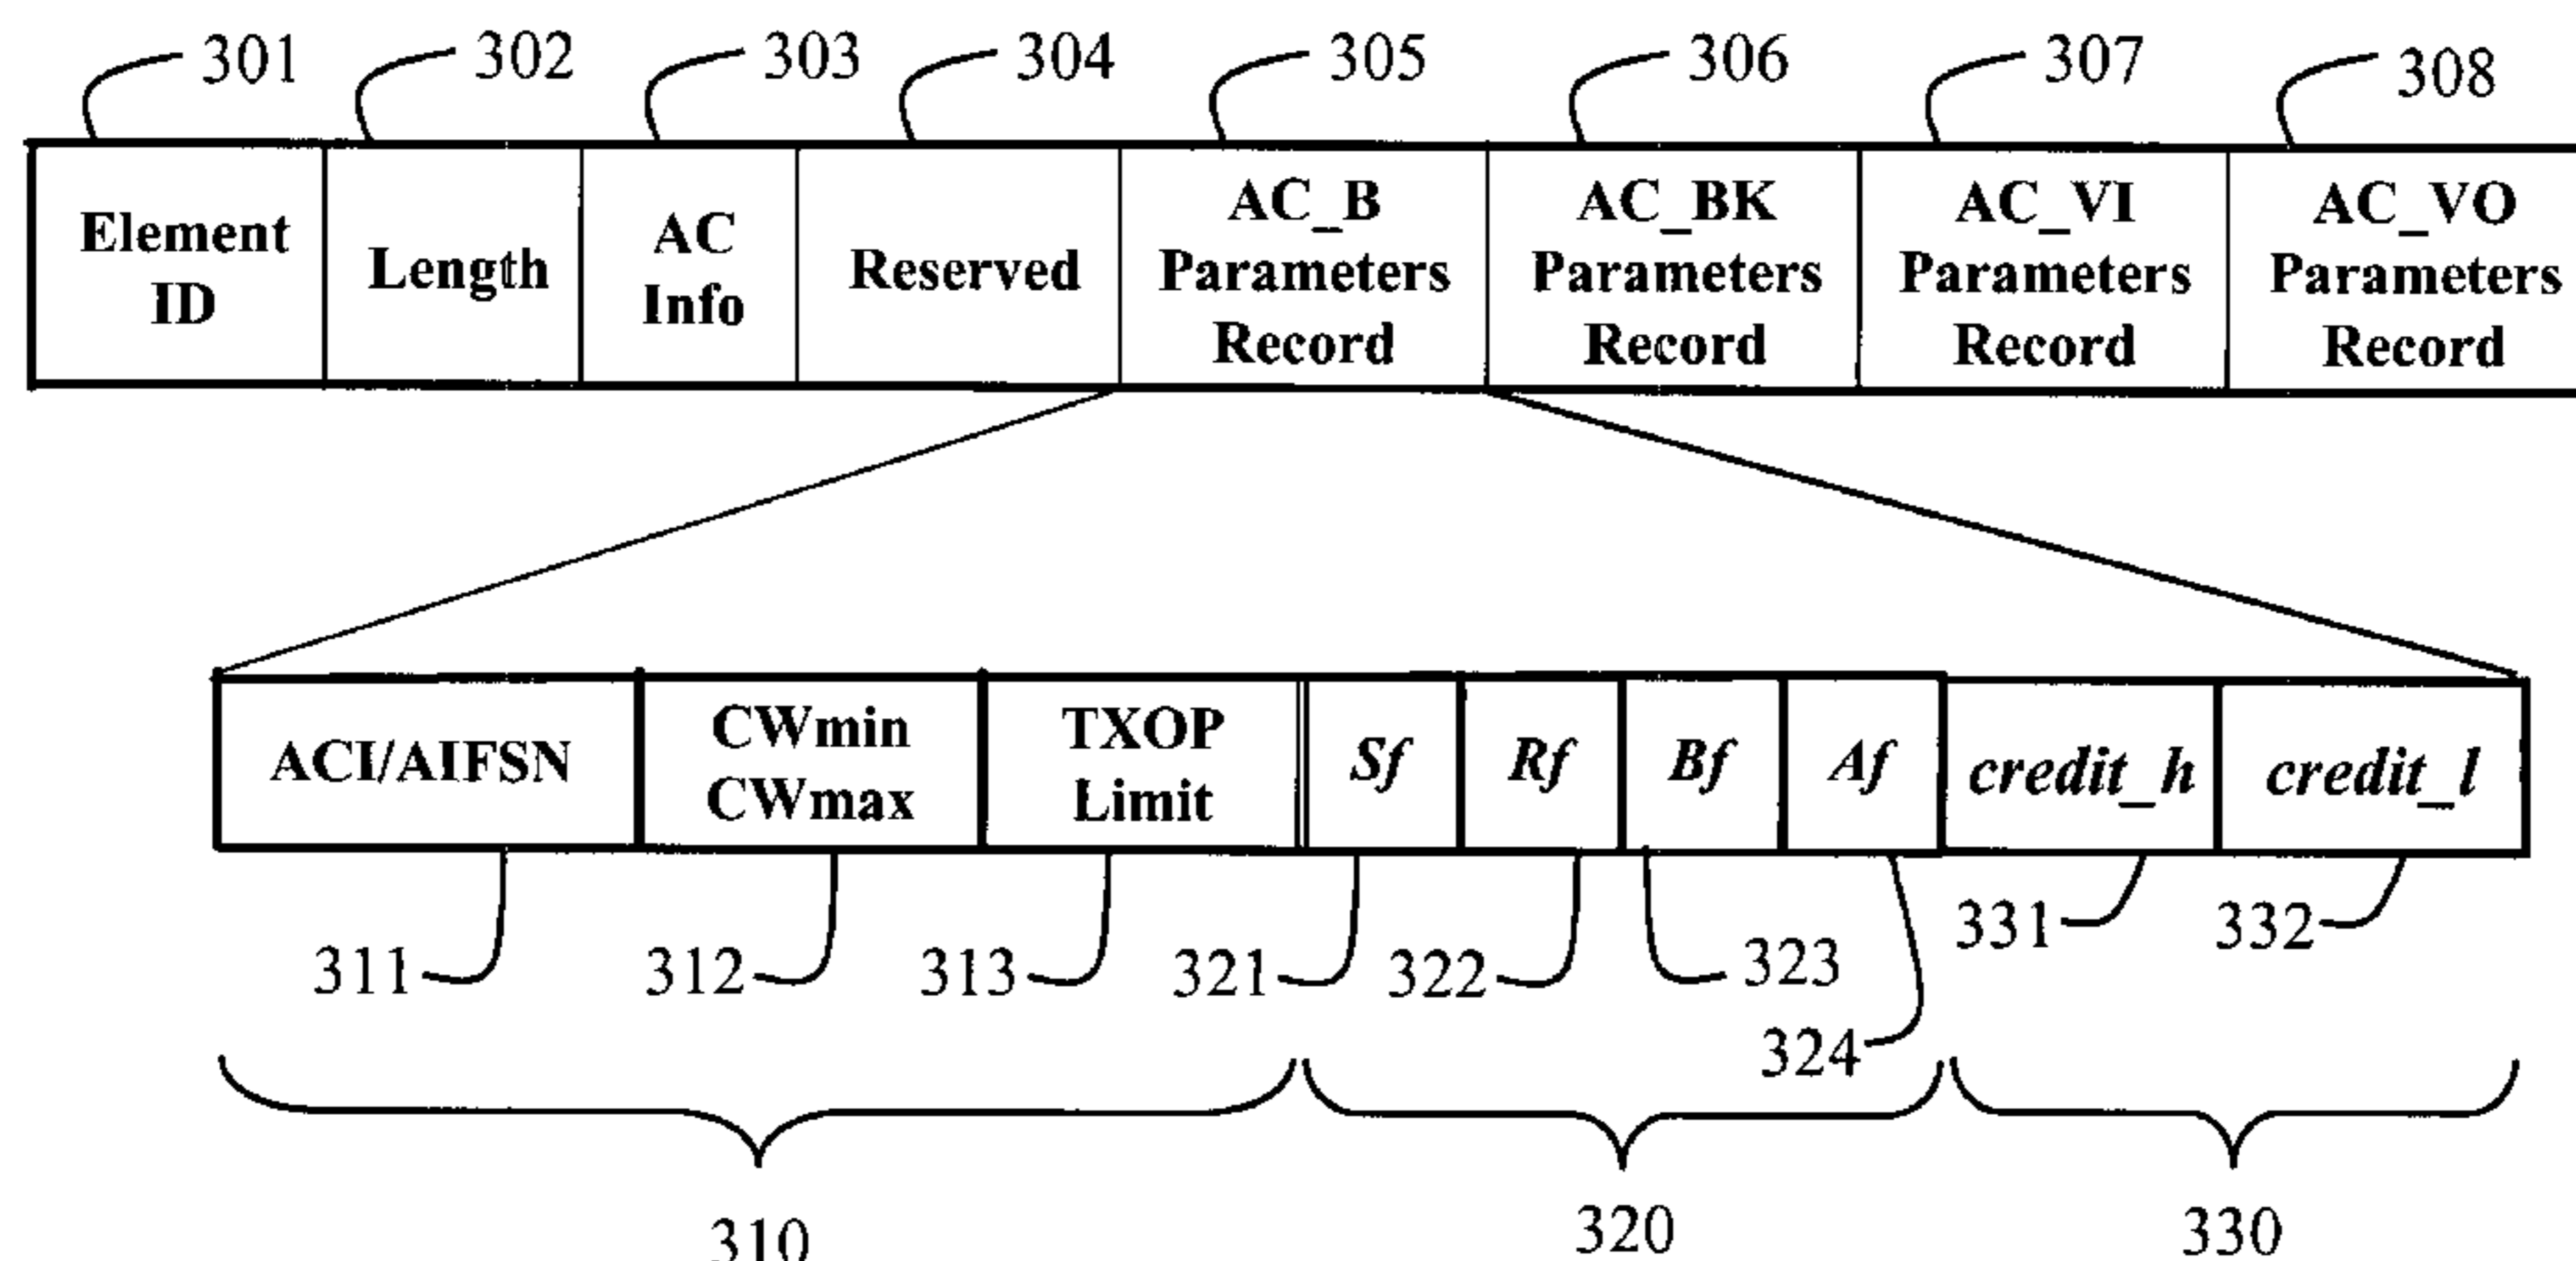 301 302 303 304 305 306 307 308
Element ID
Length
AC Info
Reserved
AC_B Parameters Record
AC_BK Parameters Record
AC_VI Parameters Record
AC_VO Parameters Record
ACI/AIFSN
CWmin CWmax
TXOP Limit
Sf
Rf
Bf
Af
credit_h
credit_l
311 312 313 321 322 323 324 331 332
310 320 330